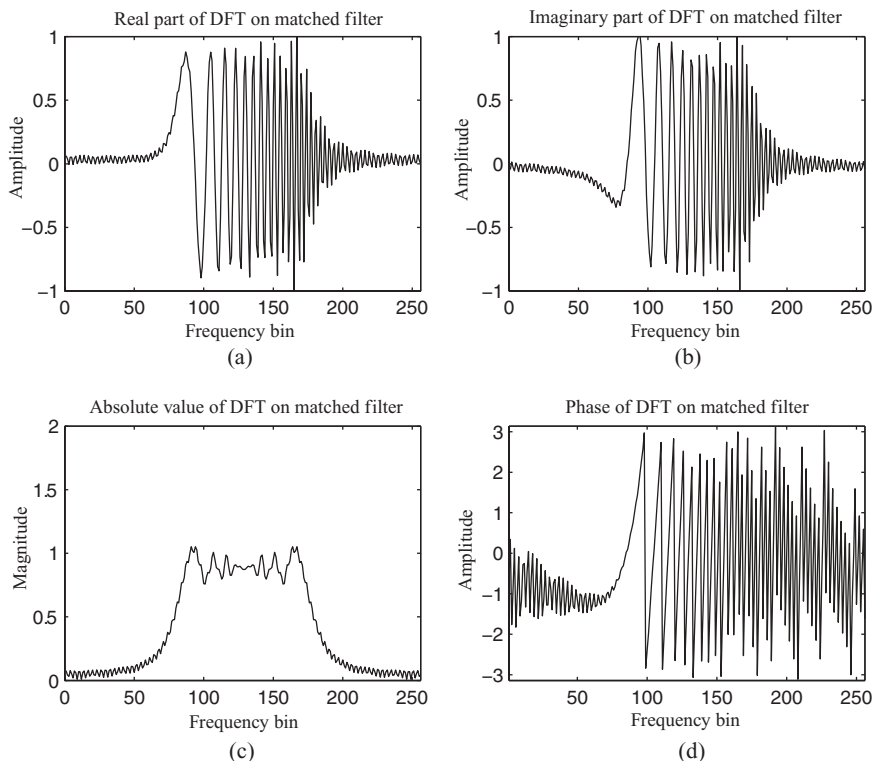 Real part of DFT on matched filter
1
0.5
0
−0.5
−1
Amplitude
0 50 100 150 200 250
Frequency bin
(a)
Imaginary part of DFT on matched filter
1
0.5
0
−0.5
−1
Amplitude
0 50 100 150 200 250
Frequency bin
(b)
Absolute value of DFT on matched filter
2
1.5
1
0.5
0
Magnitude
0 50 100 150 200 250
Frequency bin
(c)
Phase of DFT on matched filter
3
2
1
0
−1
−2
−3
Amplitude
50 100 150 200 250
Frequency bin
(d)